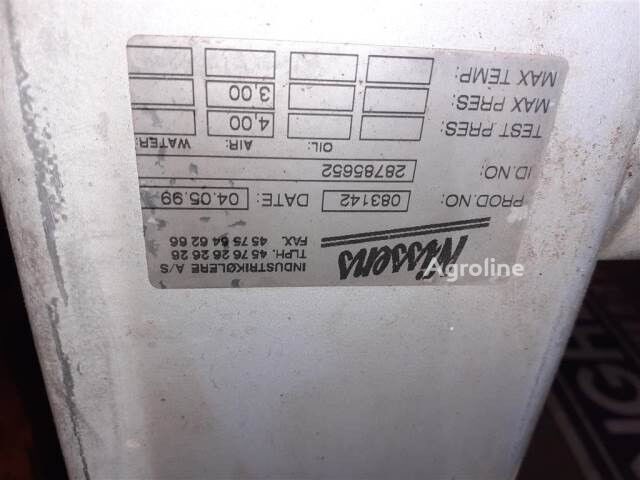 Nissens
INDUSTRIKØLERE A/S
TLPH. 45 76 26 26 26
FAX. 45 75 64 62 66
PROD.NO: 083142 DATE: 04.05.99
ID.NO: 28785652
OIL: AIR: WATER:
TEST PRES: 4,00
MAX PRES: 3,00
MAX TEMP:
Agroline